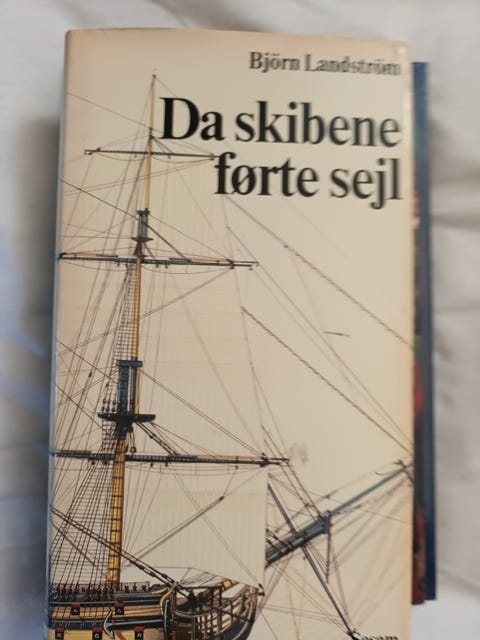 Björn Landström
Da skibene
førte sejl
Sesam